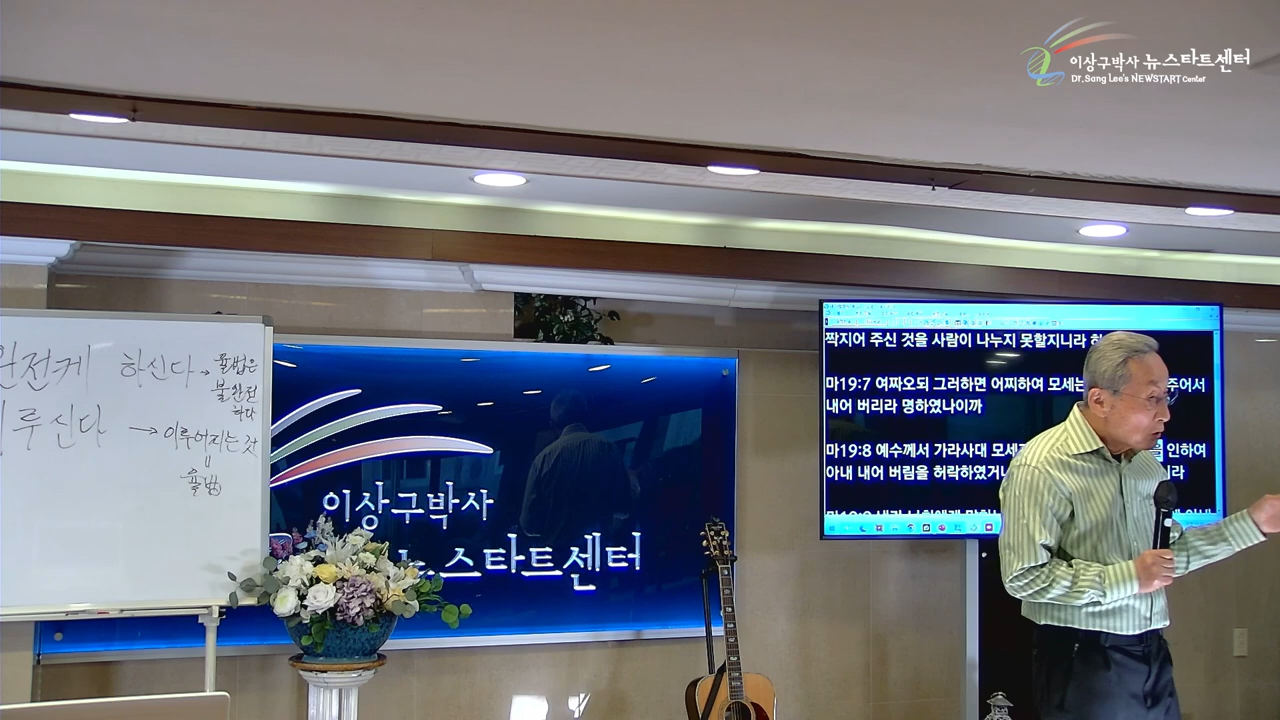 이상구박사 뉴스타트센터
Dr. Sang Lee's NEWSTART Center
완전케 하신다 → 율법은
불완전
하다
루신다 → 이루어지는 것
율법
이상구박사
뉴스타트센터
짝지어 주신 것을 사람이 나누지 못할지니라
마19:7 여짜오되 그러하면 어찌하여 모세는 주어서
내어 버리라 명하였나이까
마19:8 예수께서 가라사대 모세 인하여
아내 내어 버림을 허락하였거니